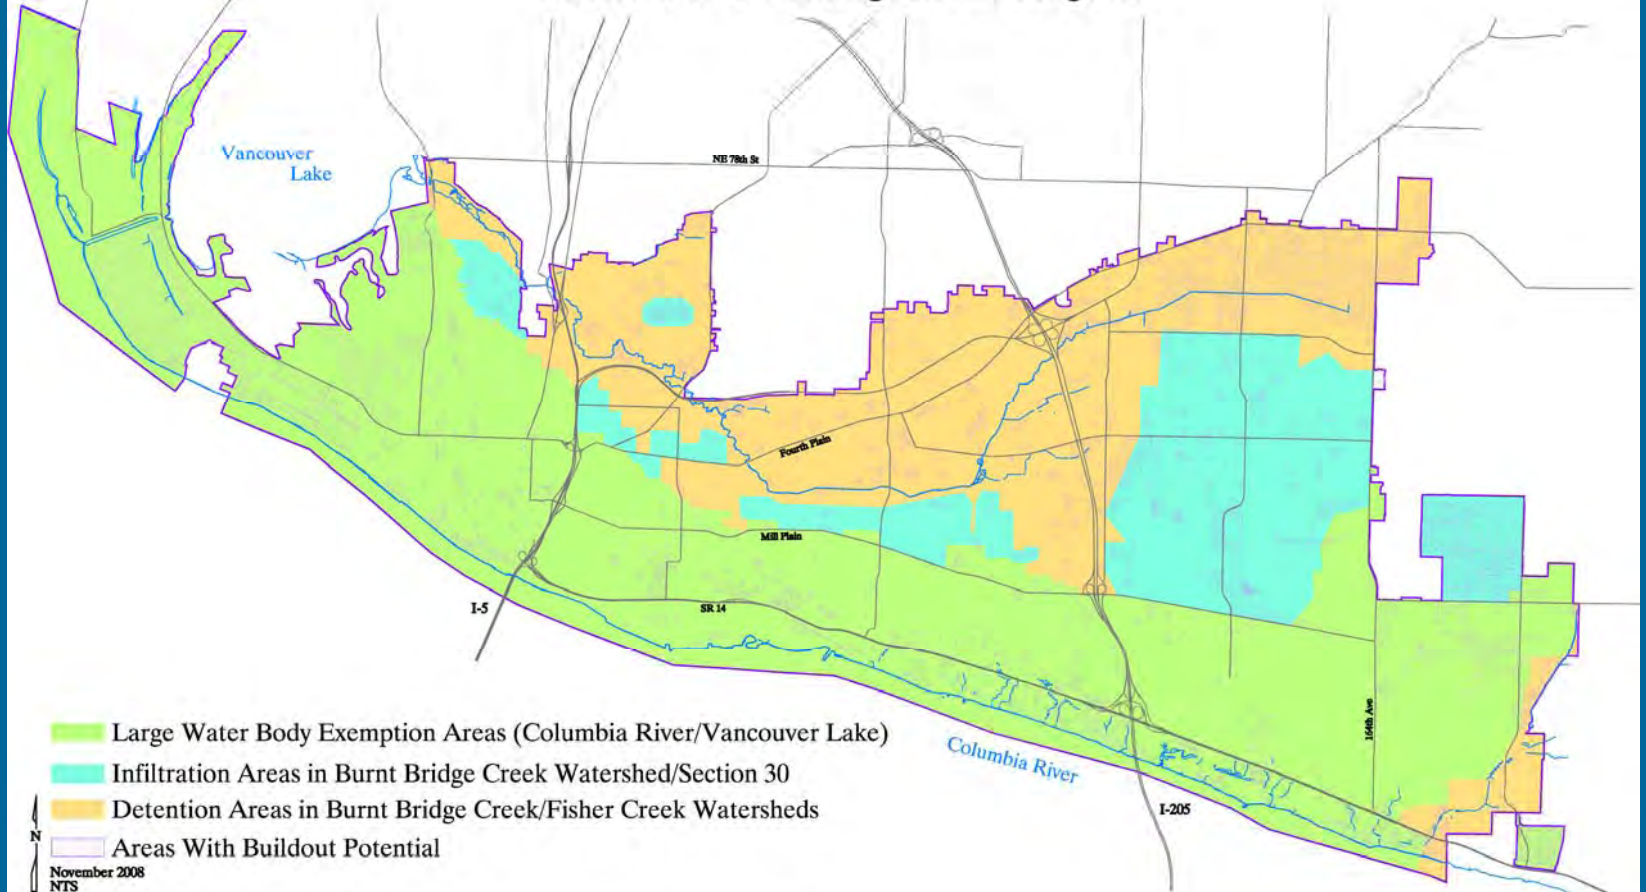 Vancouver
Lake
NE 78th St
Fourth Plain
Mill Plain
I-5
SR 14
164th Ave
Large Water Body Exemption Areas (Columbia River/Vancouver Lake)
Columbia River
Infiltration Areas in Burnt Bridge Creek Watershed/Section 30
I-205
Detention Areas in Burnt Bridge Creek/Fisher Creek Watersheds
N
Areas With Buildout Potential
November 2008
NTS